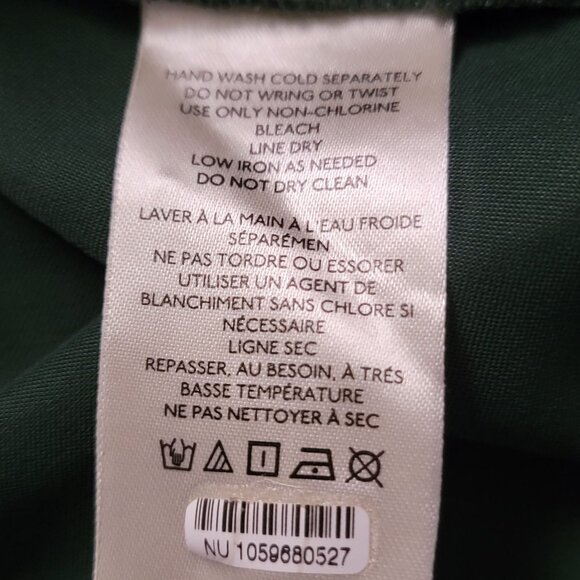 HAND WASH COLD SEPARATELY
DO NOT WRING OR TWIST
USE ONLY NON-CHLORINE
BLEACH
LINE DRY
LOW IRON AS NEEDED
DO NOT DRY CLEAN
LAVER À LA MAIN À L'EAU FROIDE
SÉPARÉMEN
NE PAS TORDRE OU ESSORER
UTILISER UN AGENT DE
BLANCHIMENT SANS CHLORE SI
NÉCESSAIRE
LIGNE SEC
REPASSER, AU BESOIN, À TRÉS
BASSE TEMPÉRATURE
NE PAS NETTOYER À SEC
NU 1059680527